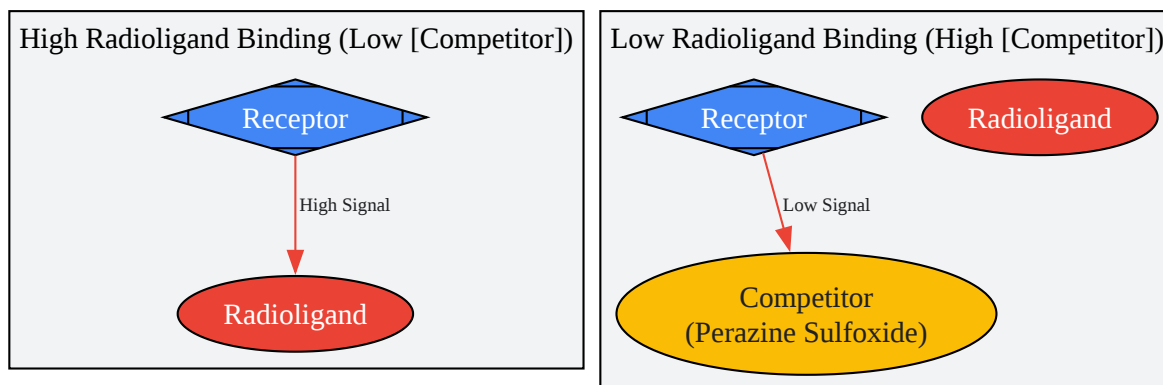 High Radioligand Binding (Low [Competitor])
Receptor
High Signal
Radioligand
Low Radioligand Binding (High [Competitor])
Receptor
Radioligand
Low Signal
Competitor
(Perazine Sulfoxide)